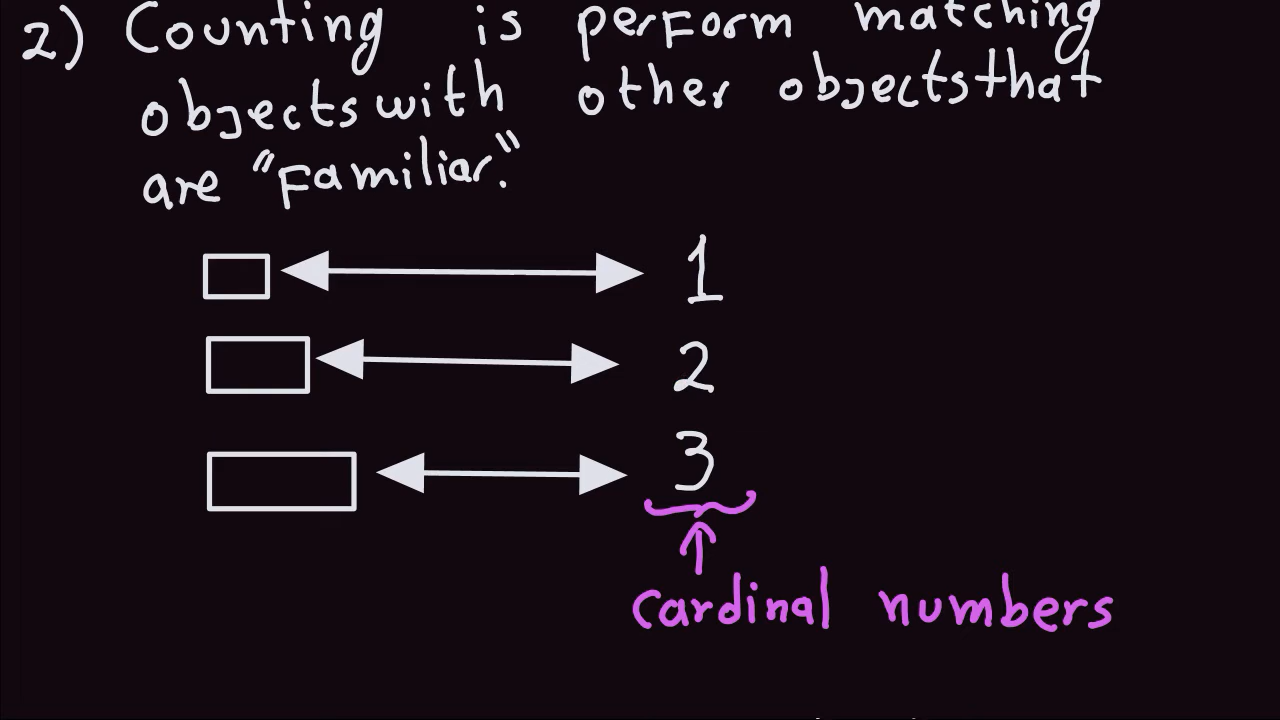 2) Counting is perform matching
objects with other objects that
are "Familiar."
1
2
3
cardinal numbers